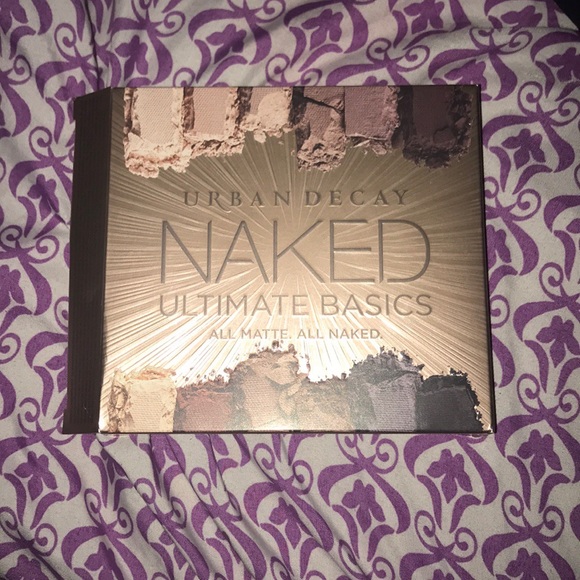 URBAN DECAY
NAKED
ULTIMATE BASICS
ALL MATTE. ALL NAKED.